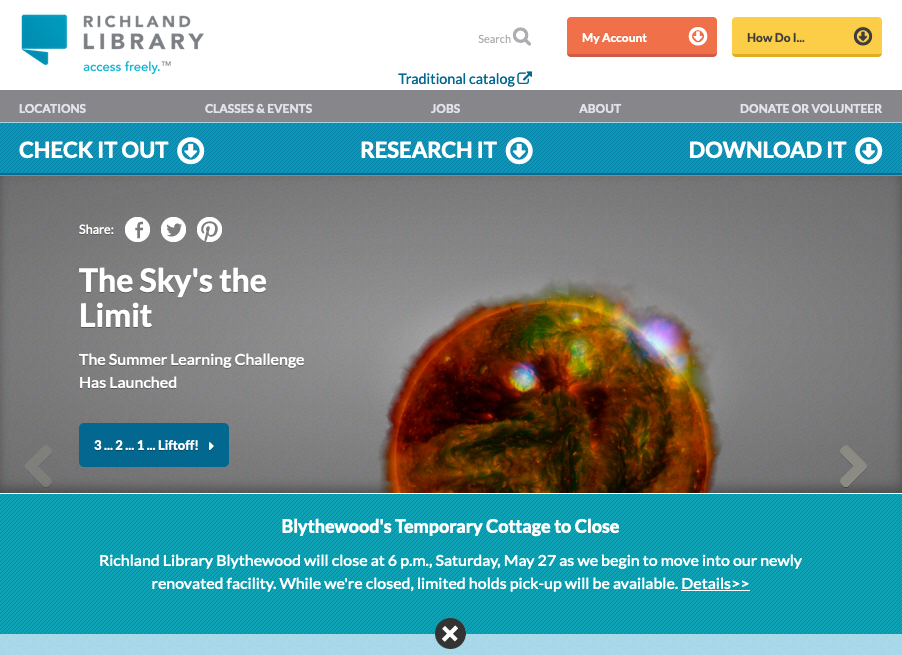 RICHLAND
LIBRARY
access freely.™
Search
My Account
How Do I...
Traditional catalog
LOCATIONS
CLASSES & EVENTS
JOBS
ABOUT
DONATE OR VOLUNTEER
CHECK IT OUT
RESEARCH IT
DOWNLOAD IT
Share:
The Sky's the
Limit
The Summer Learning Challenge
Has Launched
3 ... 2 ... 1 ... Liftoff!
Blythewood's Temporary Cottage to Close
Richland Library Blythewood will close at 6 p.m., Saturday, May 27 as we begin to move into our newly
renovated facility. While we're closed, limited holds pick-up will be available. Details>>